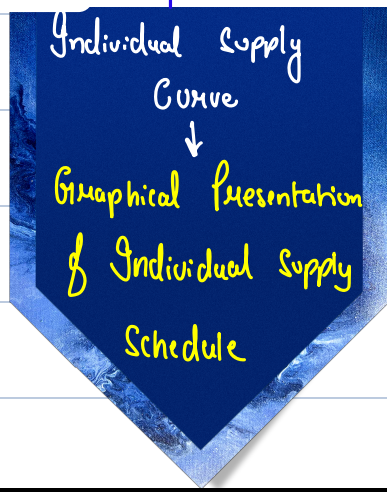 Individual Supply
Curve
↓
Graphical Presentation
of Individual Supply
Schedule